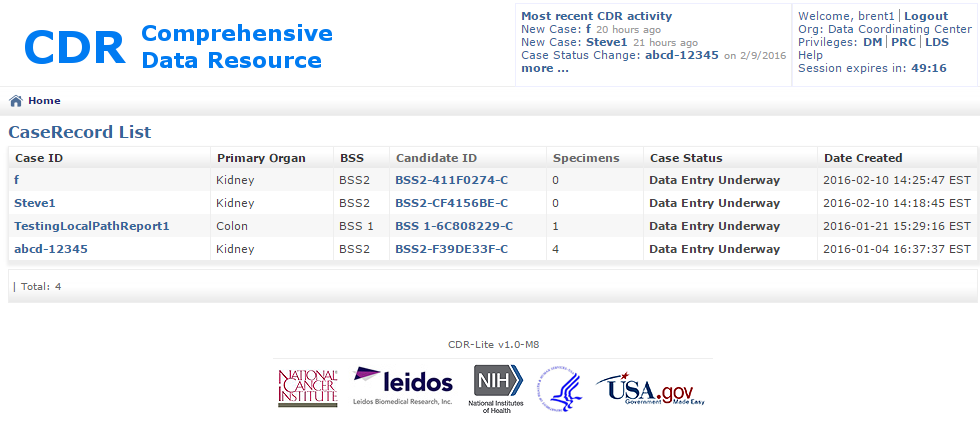 CDR Comprehensive
Data Resource
Most recent CDR activity
New Case: f 20 hours ago
New Case: Steve1 21 hours ago
Case Status Change: abcd-12345 on 2/9/2016
more ...
Welcome, brent1 | Logout
Org: Data Coordinating Center
Privileges: DM | PRC | LDS
Help
Session expires in: 49:16
Home
CaseRecord List
Case ID Primary Organ BSS Candidate ID Specimens Case Status Date Created
f Kidney BSS2 BSS2-411F0274-C 0 Data Entry Underway 2016-02-10 14:25:47 EST
Steve1 Kidney BSS2 BSS2-CF4156BE-C 0 Data Entry Underway 2016-02-10 14:18:45 EST
TestingLocalPathReport1 Colon BSS 1 BSS 1-6C808229-C 1 Data Entry Underway 2016-01-21 15:29:16 EST
abcd-12345 Kidney BSS2 BSS2-F39DE33F-C 4 Data Entry Underway 2016-01-04 16:37:37 EST
| Total: 4
CDR-Lite v1.0-M8
NATIONAL
CANCER
INSTITUTE
leidos
Leidos Biomedical Research, Inc.
NIH
National Institutes
of Health
USA.gov
Government Made Easy